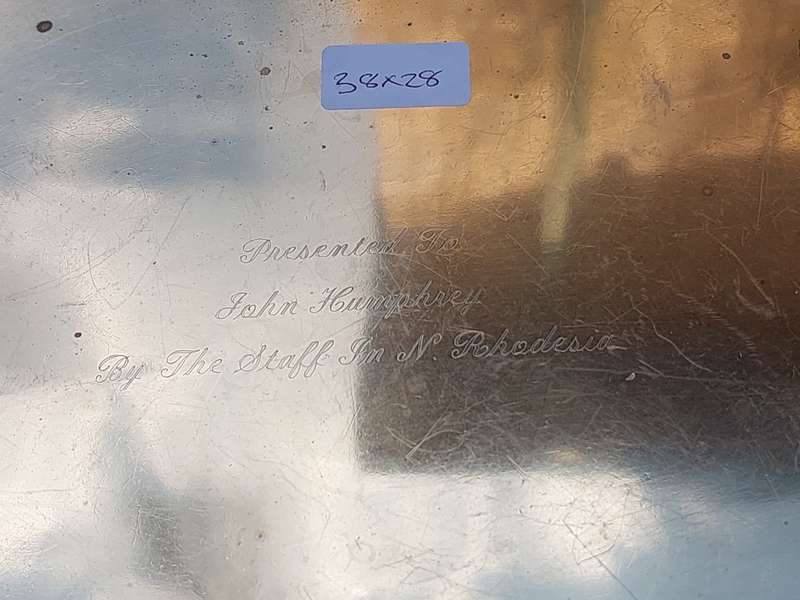 38x28
Presented To
John Humphrey
By The Staff In N. Rhodesia